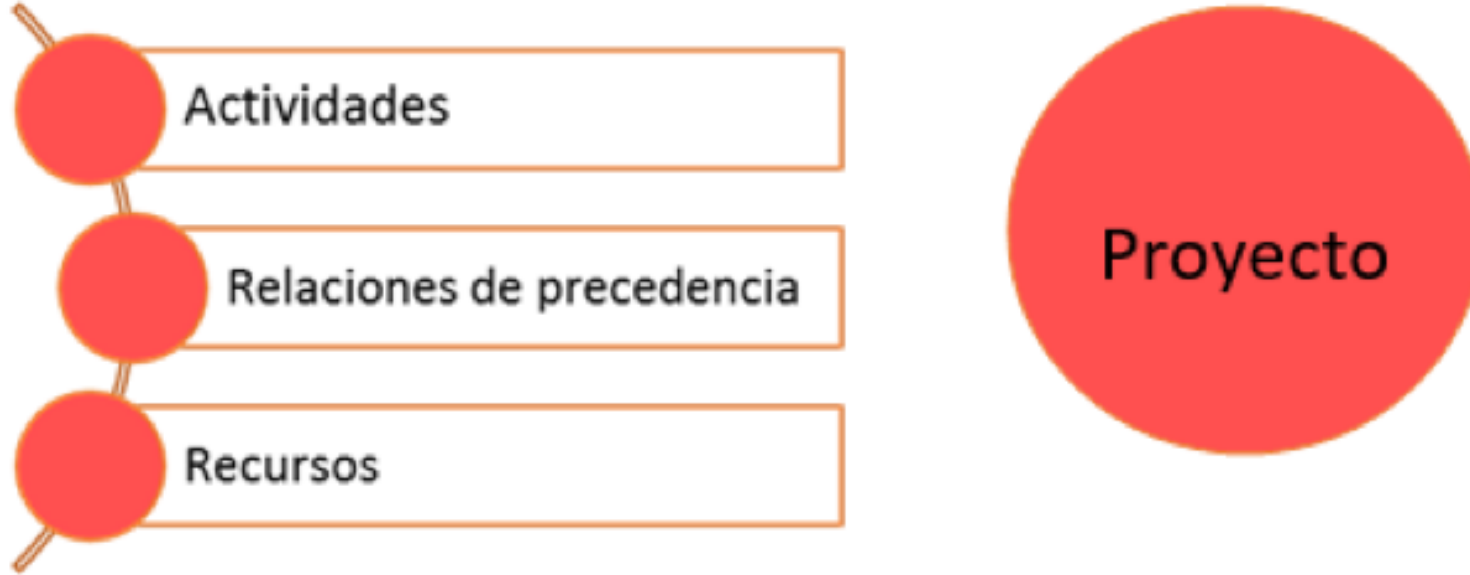 Actividades
Relaciones de precedencia
Recursos
Proyecto